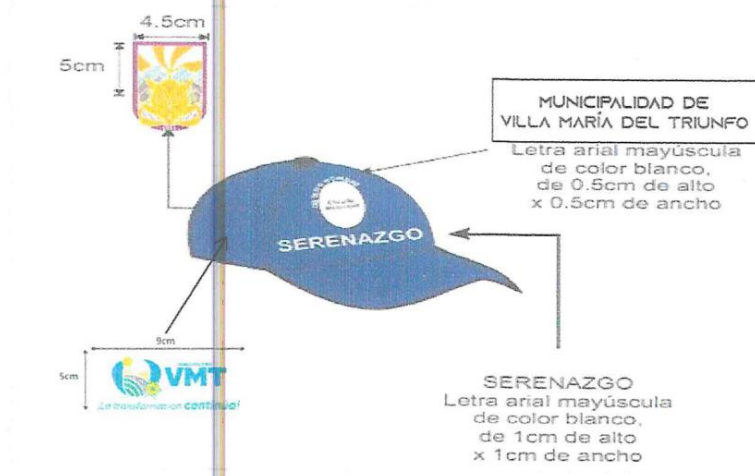 4.5cm
5cm
MUNICIPALIDAD DE
VILLA MARÍA DEL TRIUNFO
Letra arial mayúscula
de color blanco,
de 0.5cm de alto
x 0.5cm de ancho
SERENAZGO
9cm
5cm
VMT
¡La transformación continúa!
SERENAZGO
Letra arial mayúscula
de color blanco,
de 1cm de alto
x 1cm de ancho